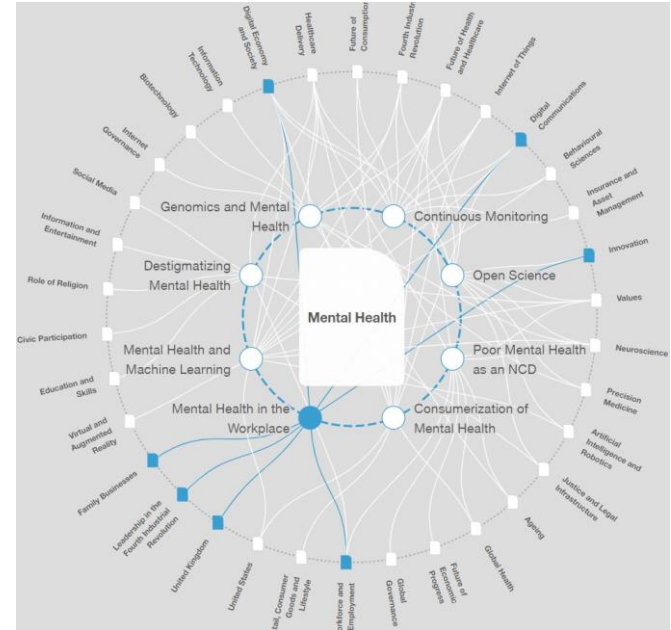 Digital Economy
and Society
Healthcare
Delivery
Future of
Consumption
Fourth Industrial
Revolution
Future of Health
and Healthcare
Internet of Things
Digital
Communications
Behavioural
Sciences
Insurance and
Asset
Management
Innovation
Values
Neuroscience
Precision
Medicine
Artificial
Intelligence and
Robotics
Justice and Legal
Infrastructure
Ageing
Global Health
Future of
Economic
Progress
Global
Governance
Workforce and
Employment
tail, Consumer
Goods and
Lifestyle
United States
United Kingdom
Leadership in the
Fourth Industrial
Revolution
Family Businesses
Virtual and
Augmented
Reality
Education and
Skills
Civic Participation
Role of Religion
Information and
Entertainment
Social Media
Internet
Governance
Biotechnology
Information
Technology
Genomics and Mental
Health
Continuous Monitoring
Destigmatizing
Mental Health
Open Science
Mental Health
Mental Health and
Machine Learning
Poor Mental Health
as an NCD
Mental Health in the
Workplace
Consumerization of
Mental Health